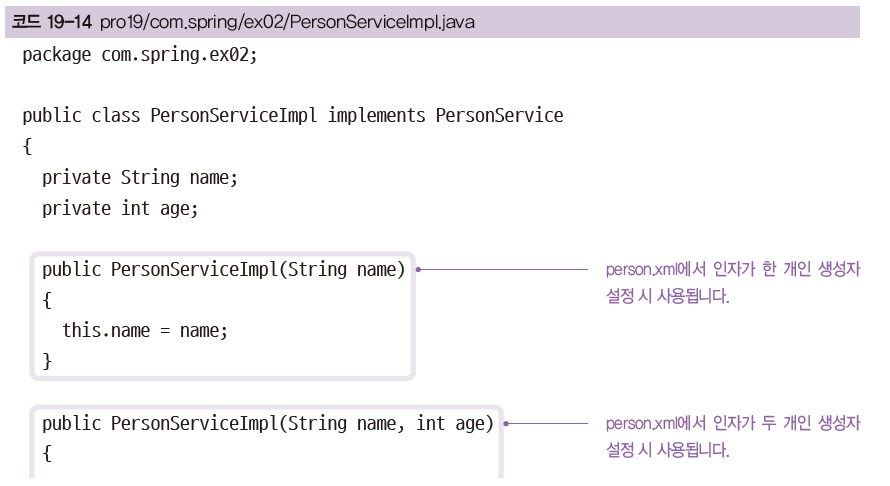 코드 19-14 pro19/com.spring/ex02/PersonServiceImpl.java
package com.spring.ex02;
public class PersonServiceImpl implements PersonService
{
private String name;
private int age;
public PersonServiceImpl(String name)
person.xml에서 인자가 한 개인 생성자
설정 시 사용됩니다.
{
this.name = name;
}
public PersonServiceImpl(String name, int age)
person.xml에서 인자가 두 개인 생성자
설정 시 사용됩니다.
{